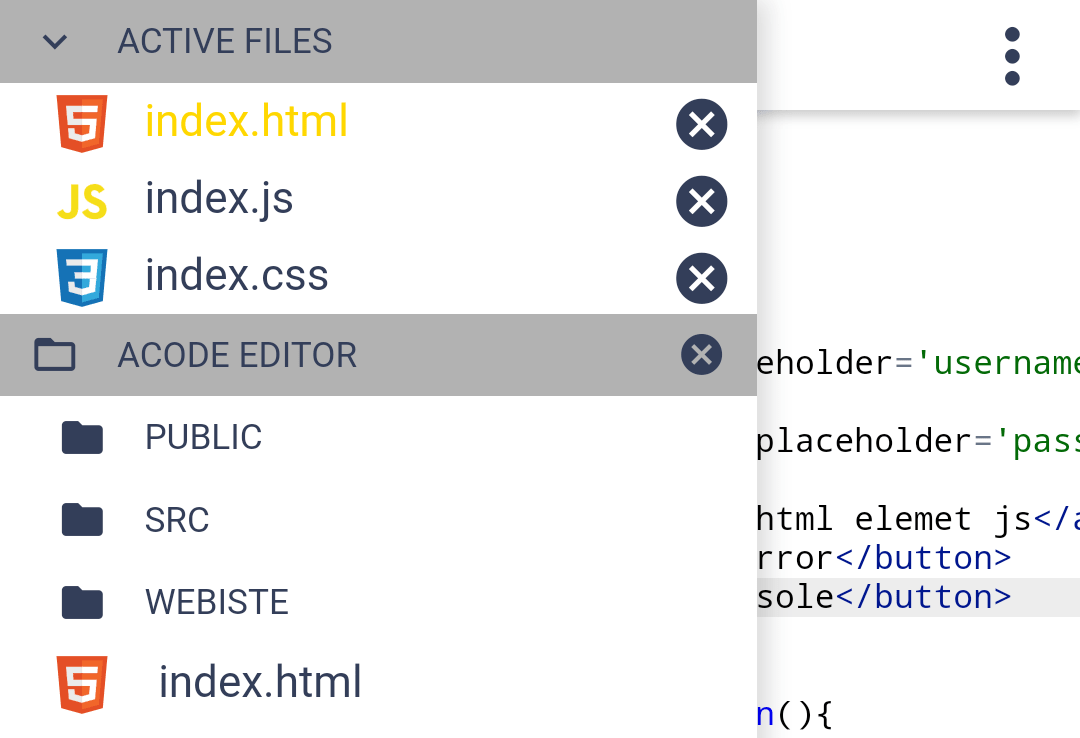 ACTIVE FILES
index.html
JS index.js
index.css
ACODE EDITOR
eholder='username
PUBLIC
placeholder='pass
SRC
html elemet js</a
rror</button>
WEBISTE
sole</button>
index.html
n(){